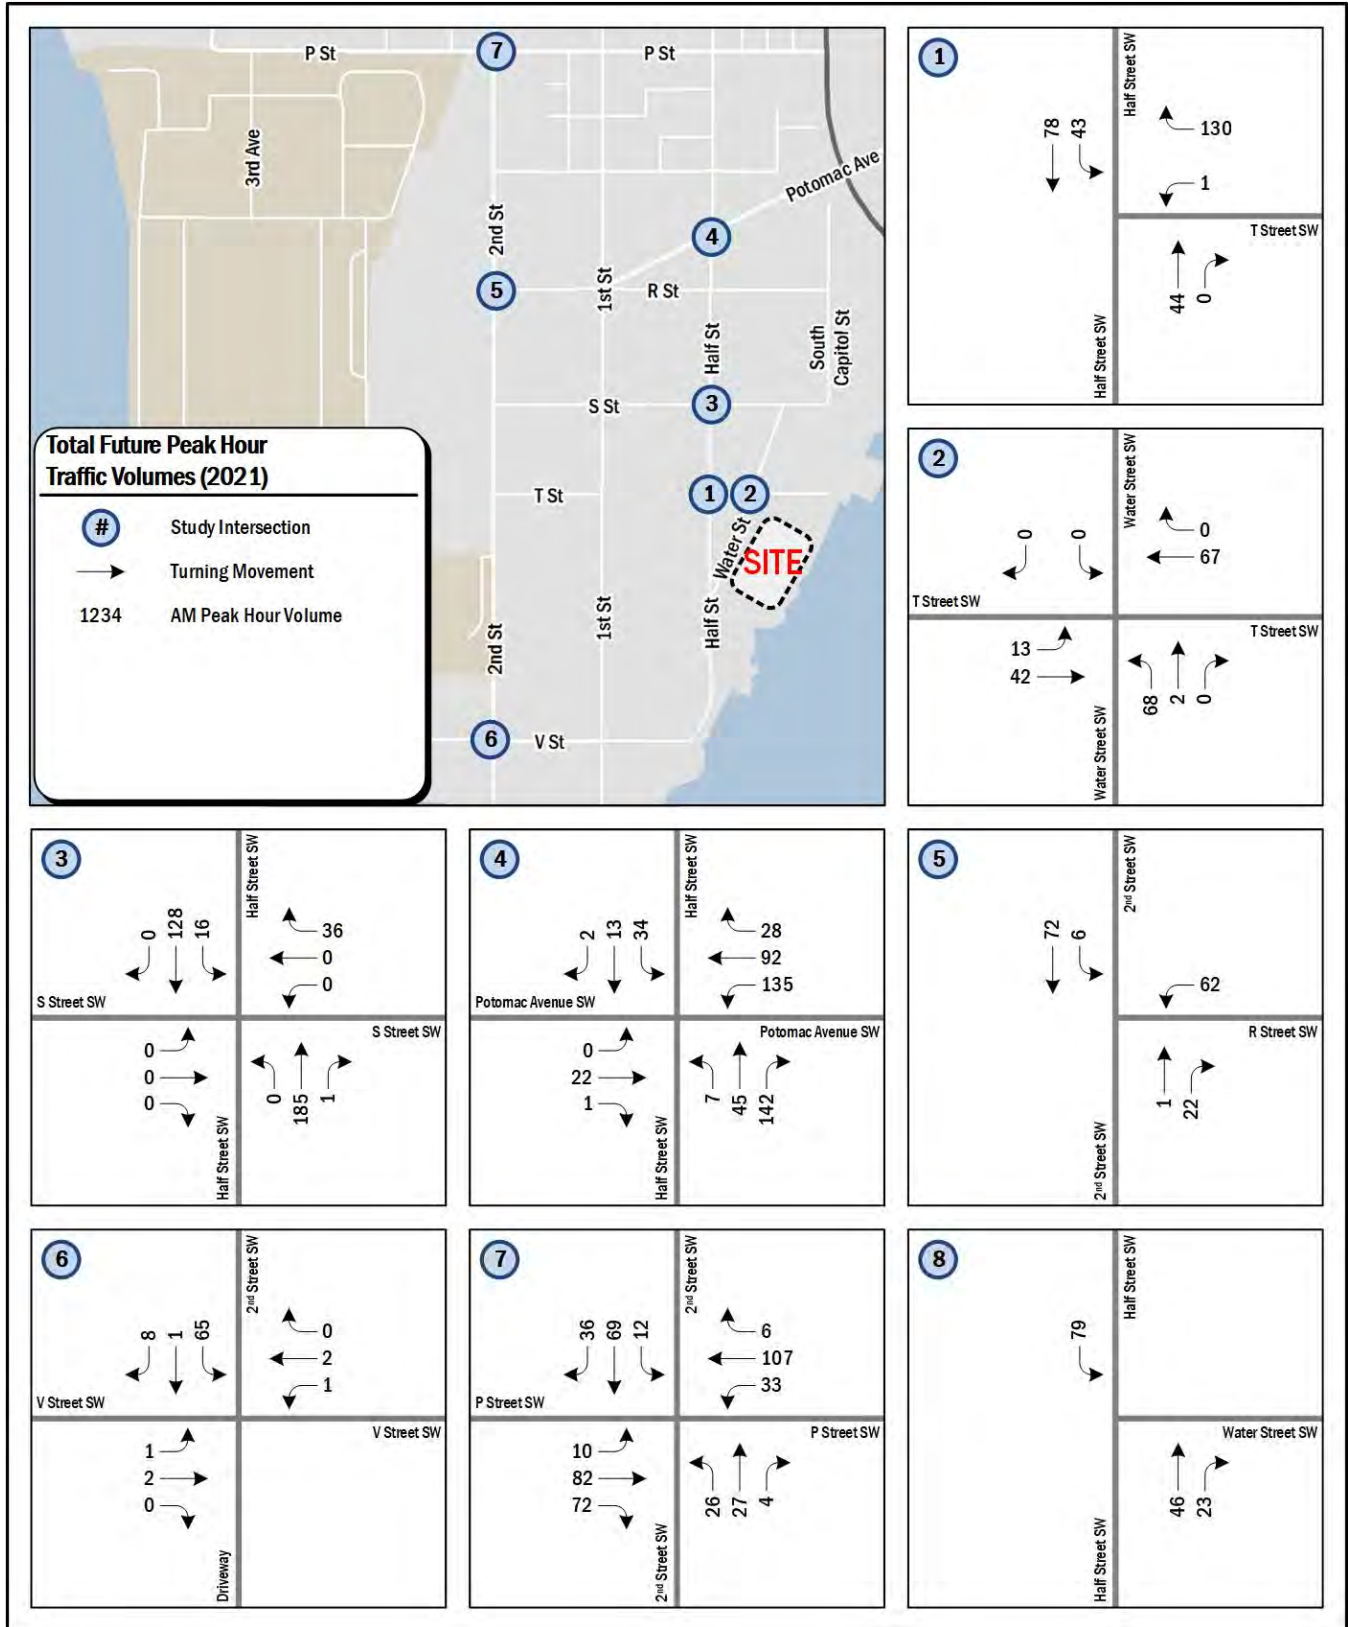 P St
P St
7
3rd Ave
Potomac Ave
2nd St
4
5
1st St
R St
Half St
South
Capitol St
S St
3
Total Future Peak Hour
Traffic Volumes (2021)
#
Study Intersection
Turning Movement
1234
AM Peak Hour Volume
T St
1
2
Water St
SITE
2nd St
1st St
Half St
6
V St
1
Half Street SW
78
43
130
1
T Street SW
44
0
Half Street SW
2
Water Street SW
0
0
0
67
T Street SW
T Street SW
13
42
68
2
0
Water Street SW
3
Half Street SW
0
128
16
36
0
0
S Street SW
S Street SW
0
0
0
0
185
1
Half Street SW
4
Half Street SW
2
13
34
28
92
135
Potomac Avenue SW
Potomac Avenue SW
0
22
1
7
45
142
Half Street SW
5
2nd Street SW
72
6
62
R Street SW
1
22
2nd Street SW
6
2nd Street SW
8
1
65
0
2
1
V Street SW
V Street SW
1
2
0
Driveway
7
2nd Street SW
36
69
12
6
107
33
P Street SW
P Street SW
10
82
72
26
27
4
2nd Street SW
8
Half Street SW
79
Water Street SW
46
23
Half Street SW